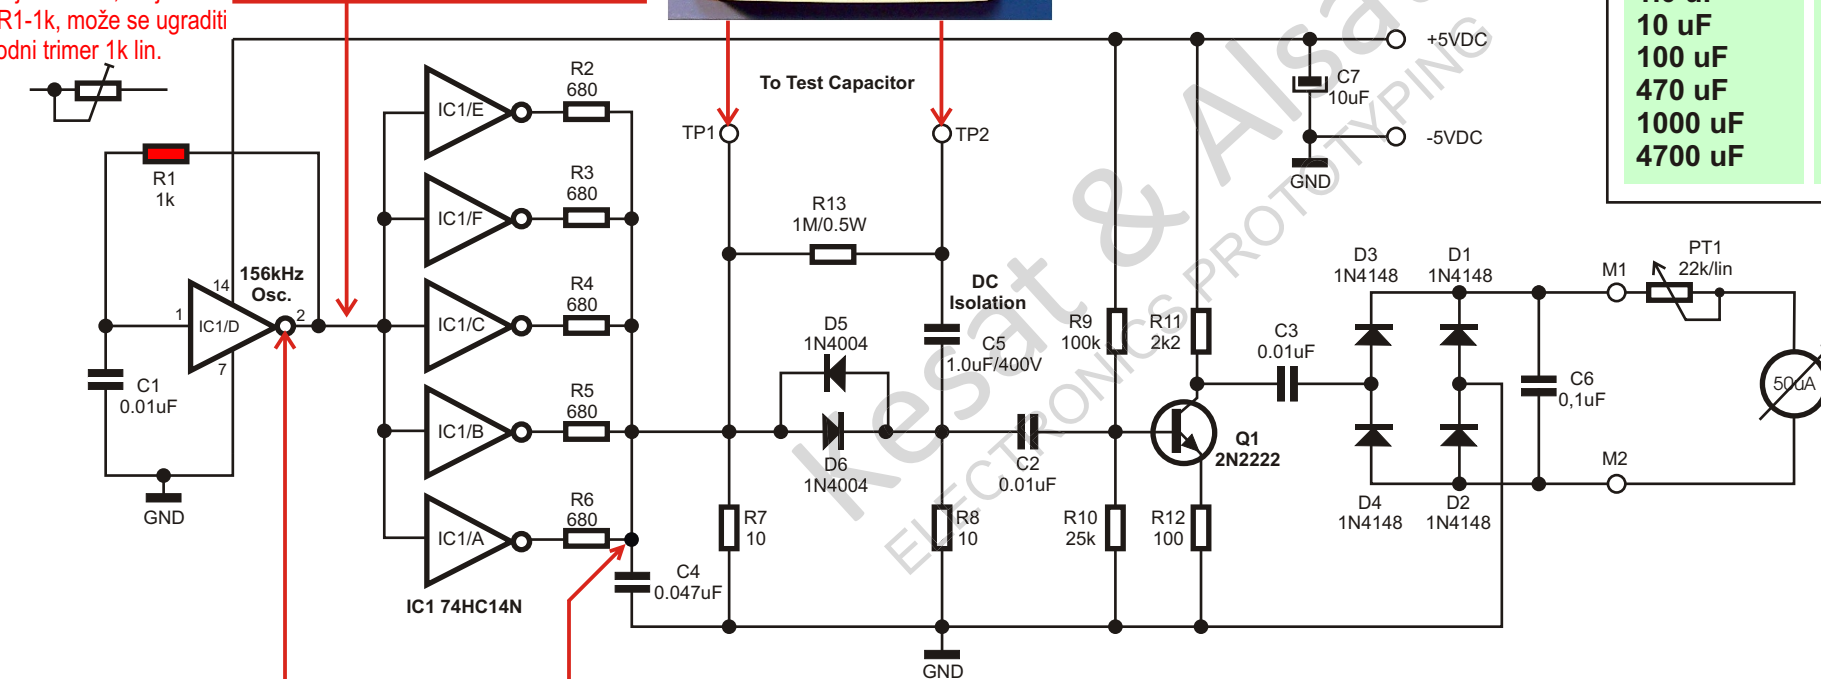 R1-1k, može se ugraditi
odni trimer 1k lin.
10 uF
100 uF
470 uF
1000 uF
4700 uF
+5VDC
C7
10uF
-5VDC
GND
To Test Capacitor
TP1
TP2
R2
680
IC1/E
R3
680
IC1/F
R4
680
IC1/C
R5
680
IC1/B
R6
680
IC1/A
IC1 74HC14N
R1
1k
156kHz
Osc.
14
1
IC1/D
2
7
C1
0.01uF
GND
C4
0.047uF
R13
1M/0.5W
DC
Isolation
D5
1N4004
C5
1.0uF/400V
D6
1N4004
C2
0.01uF
R7
10
R8
10
GND
R9
100k
R11
2k2
R10
25k
R12
100
Q1
2N2222
C3
0.01uF
D3
1N4148
D1
1N4148
D4
1N4148
D2
1N4148
C6
0,1uF
M1
M2
PT1
22k/lin
50uA
Kesat & Alsa
ELECTRONICS PROTOTYPING